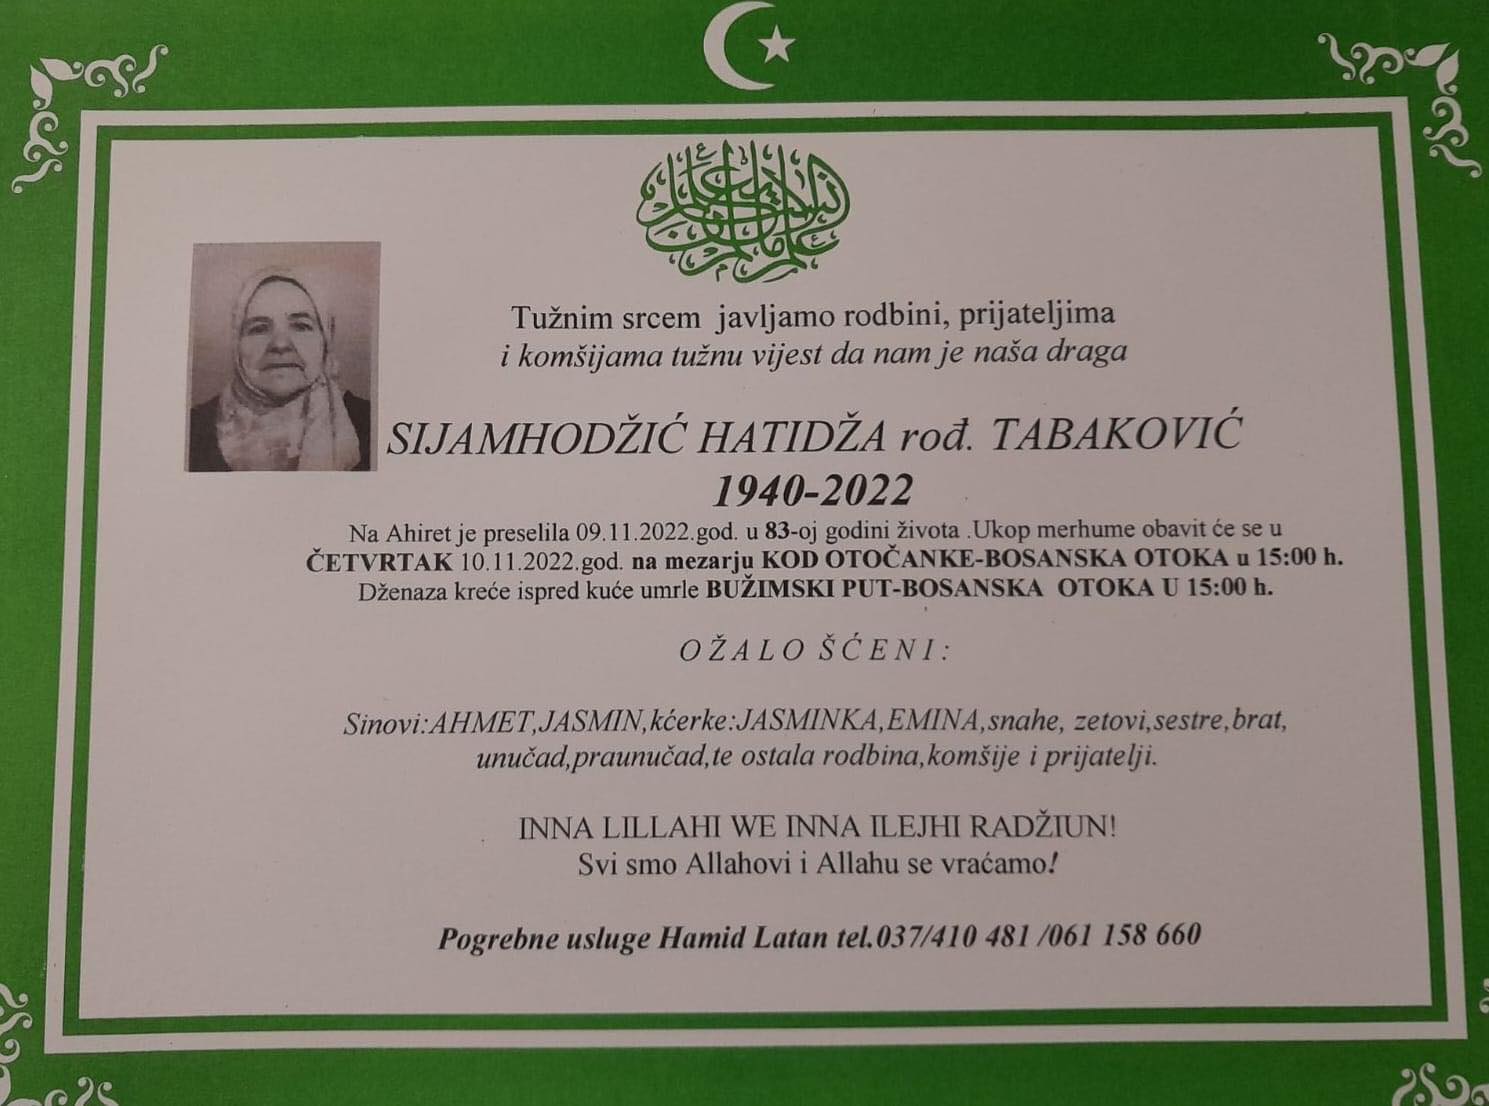 Tužnim srcem javljamo rodbini, prijateljima
i komšijama tužnu vijest da nam je naša draga
SIJAMHODŽIĆ HATIDŽA rođ. TABAKOVIĆ
1940-2022
Na Ahiret je preselila 09.11.2022.god. u 83-oj godini života .Ukop merhume obavit će se u
ČETVRTAK 10.11.2022.god. na mezarju KOD OTOČANKE-BOSANSKA OTOKA u 15:00 h.
Dženaza kreće ispred kuće umrle BUŽIMSKI PUT-BOSANSKA OTOKA U 15:00 h.
OŽALO ŠĆENI:
Sinovi:AHMET,JASMIN,kćerke:JASMINKA,EMINA,snahe, zetovi,sestre,brat,
unučad,praunučad,te ostala rodbina,komšije i prijatelji.
INNA LILLAHI WE INNA ILEJHI RADŽIUN!
Svi smo Allahovi i Allahu se vraćamo!
Pogrebne usluge Hamid Latan tel.037/410 481 /061 158 660